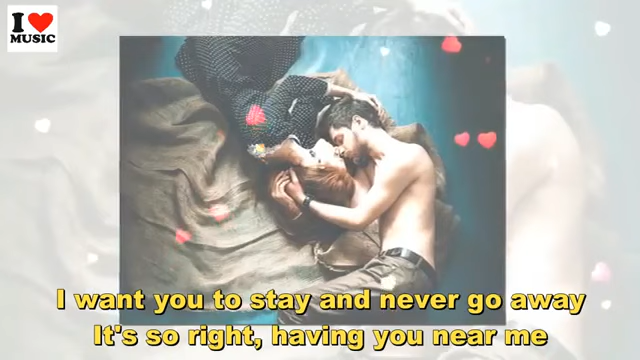 I ❤ MUSIC
I want you to stay and never go away
It's so right, having you near me